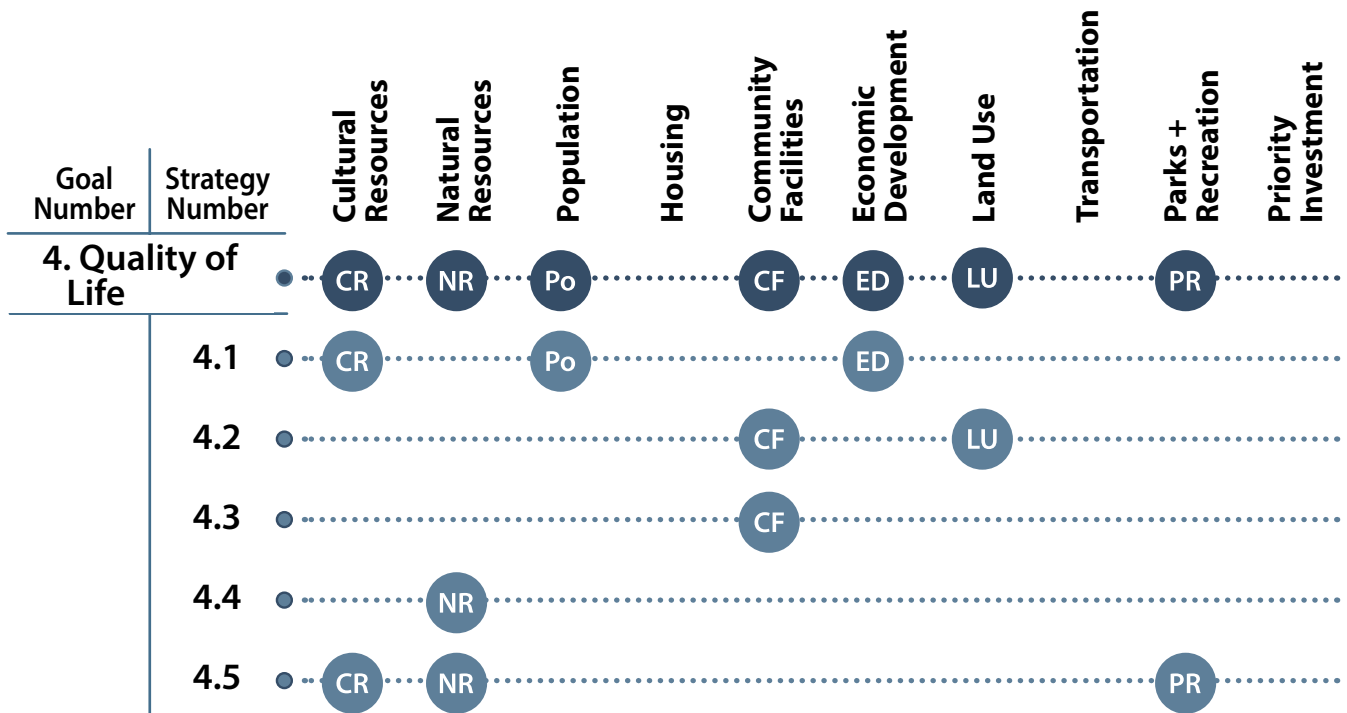 Goal
Number
Strategy
Number
Cultural
Resources
Natural
Resources
Population
Housing
Community
Facilities
Economic
Development
Land Use
Transportation
Parks +
Recreation
Priority
Investment
4. Quality of
Life
CR NR Po CF ED LU PR
4.1 CR Po ED
4.2 CF LU
4.3 CF
4.4 NR
4.5 CR NR PR